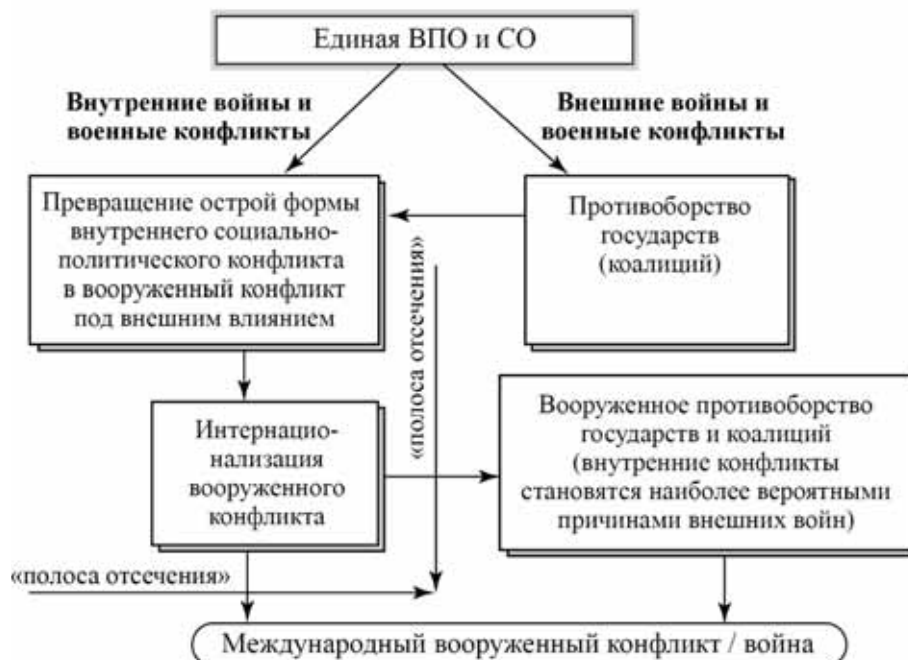 Единая ВПО и СО
Внутренние войны и
военные конфликты
Внешние войны и
военные конфликты
Превращение острой формы
внутреннего социально-
политического конфликта
в вооруженный конфликт
под внешним влиянием
Противоборство
государств
(коалиций)
«полоса отсечения»
Интернацио-
нализация
вооруженного
конфликта
Вооруженное противоборство
государств и коалиций
(внутренние конфликты
становятся наиболее вероятными
причинами внешних войн)
«полоса отсечения»
Международный вооруженный конфликт / война